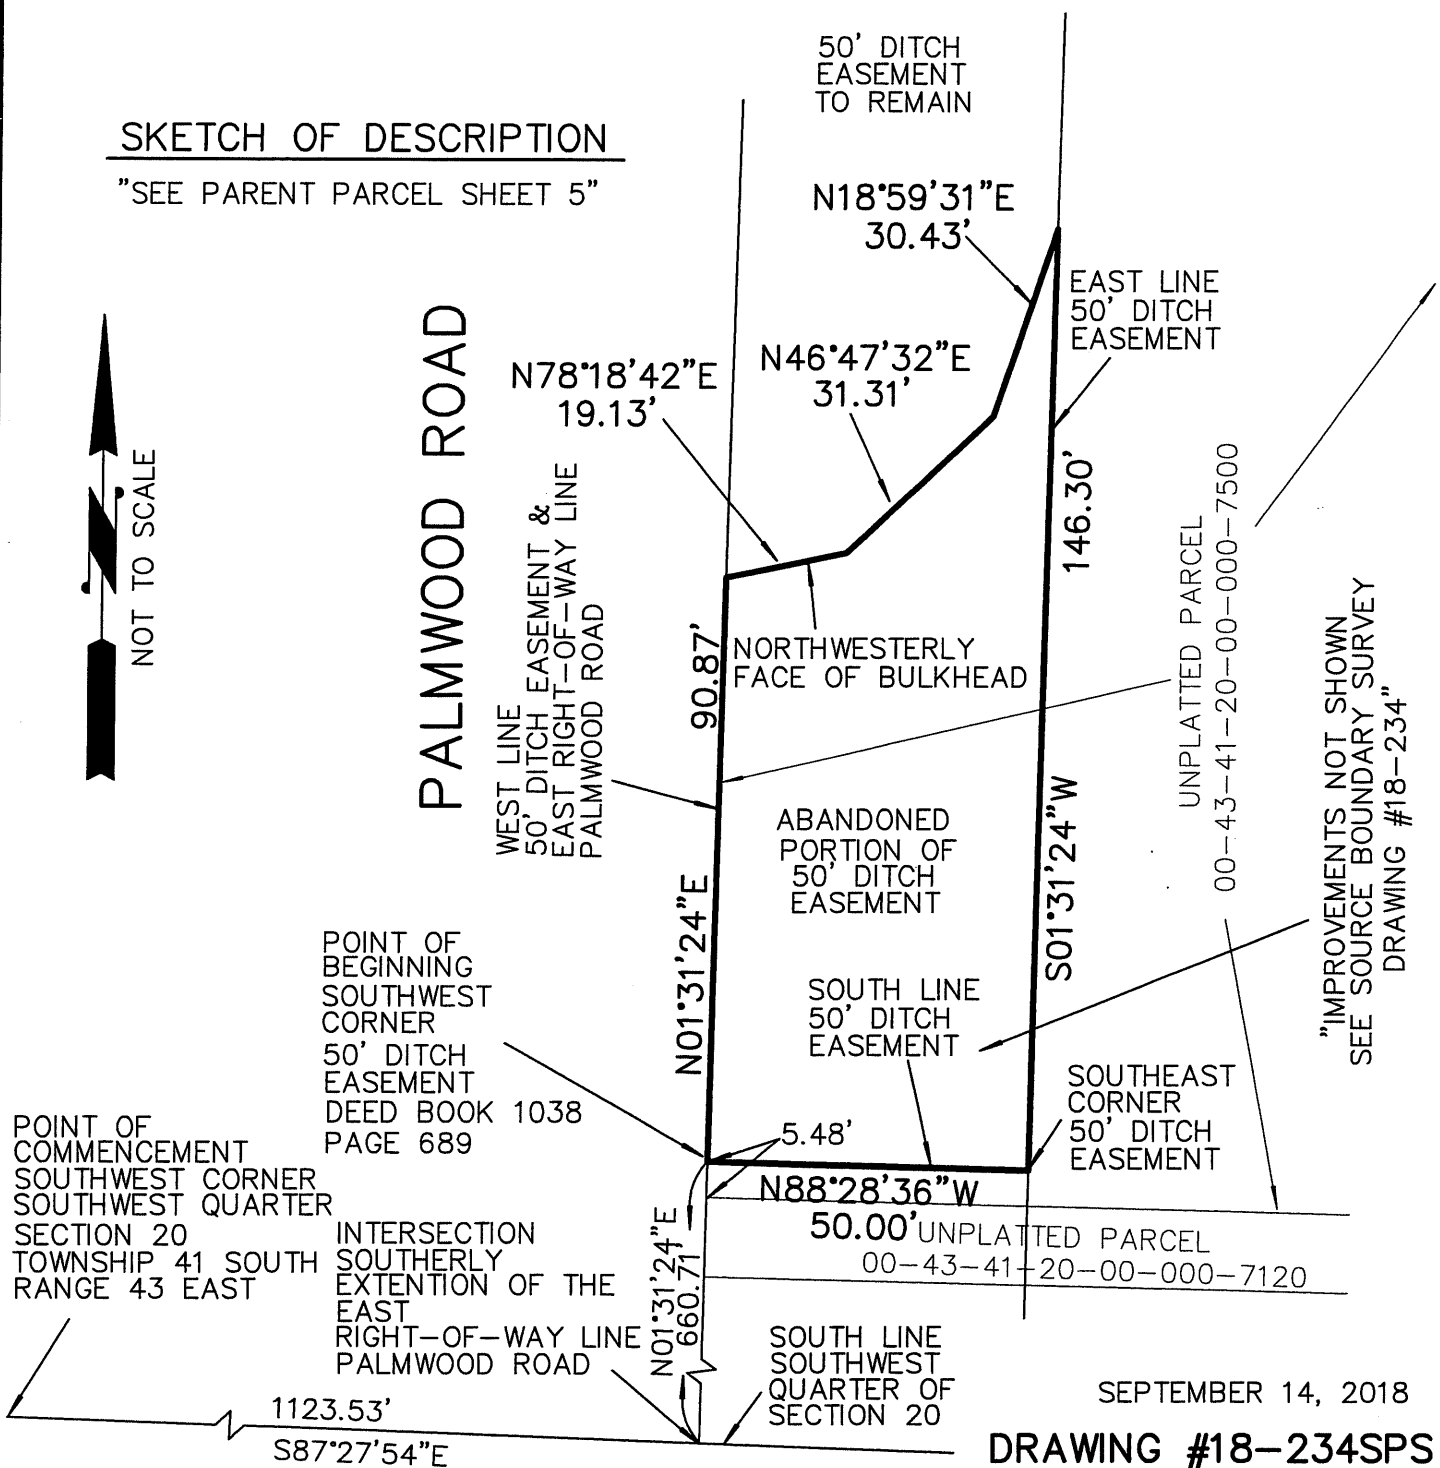 50' DITCH
EASEMENT
TO REMAIN
SKETCH OF DESCRIPTION
"SEE PARENT PARCEL SHEET 5"
N18°59'31"E
30.43'
EAST LINE
50' DITCH
EASEMENT
N46°47'32"E
31.31'
N78°18'42"E
19.13'
PALMWOOD ROAD
NOT TO SCALE
WEST LINE
50' DITCH EASEMENT &
EAST RIGHT-OF-WAY LINE
PALMWOOD ROAD
146.30'
S01°31'24"W
UNPLATTED PARCEL
00-43-41-20-00-000-7500
"IMPROVEMENTS NOT SHOWN
SEE SOURCE BOUNDARY SURVEY
DRAWING #18-234"
90.87'
N01°31'24"E
NORTHWESTERLY
FACE OF BULKHEAD
ABANDONED
PORTION OF
50' DITCH
EASEMENT
POINT OF
BEGINNING
SOUTHWEST
CORNER
50' DITCH
EASEMENT
DEED BOOK 1038
PAGE 689
SOUTH LINE
50' DITCH
EASEMENT
SOUTHEAST
CORNER
50' DITCH
EASEMENT
5.48'
N88°28'36"W
50.00'
UNPLATTED PARCEL
00-43-41-20-00-000-7120
POINT OF
COMMENCEMENT
SOUTHWEST CORNER
SOUTHWEST QUARTER
SECTION 20
TOWNSHIP 41 SOUTH
RANGE 43 EAST
INTERSECTION
SOUTHERLY
EXTENTION OF THE
EAST
RIGHT-OF-WAY LINE
PALMWOOD ROAD
N01°31'24"E
660.71'
SOUTH LINE
SOUTHWEST
QUARTER OF
SECTION 20
1123.53'
S87°27'54"E
SEPTEMBER 14, 2018
DRAWING #18-234SPS